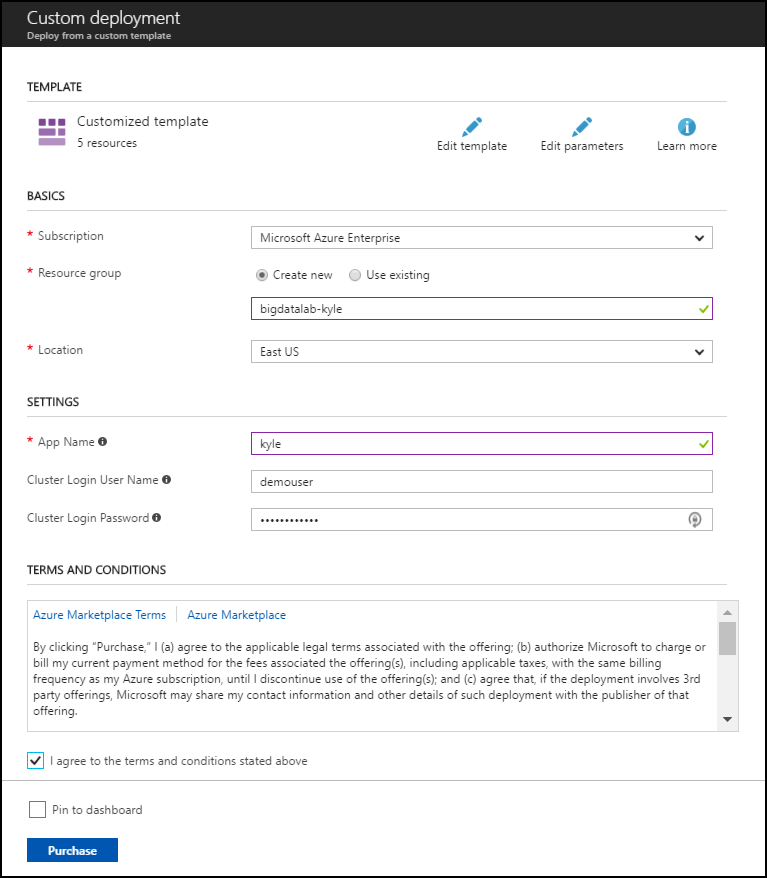 Custom deployment
Deploy from a custom template
TEMPLATE
Customized template
5 resources
Edit template
Edit parameters
Learn more
BASICS
* Subscription
Microsoft Azure Enterprise
* Resource group
Create new
Use existing
bigdatalab-kyle
* Location
East US
SETTINGS
* App Name
kyle
Cluster Login User Name
demouser
Cluster Login Password
••••••••••••
TERMS AND CONDITIONS
Azure Marketplace Terms
Azure Marketplace
By clicking “Purchase,” I (a) agree to the applicable legal terms associated with the offering; (b) authorize Microsoft to charge or
bill my current payment method for the fees associated the offering(s), including applicable taxes, with the same billing
frequency as my Azure subscription, until I discontinue use of the offering(s); and (c) agree that, if the deployment involves 3rd
party offerings, Microsoft may share my contact information and other details of such deployment with the publisher of that
offering.
I agree to the terms and conditions stated above
Pin to dashboard
Purchase